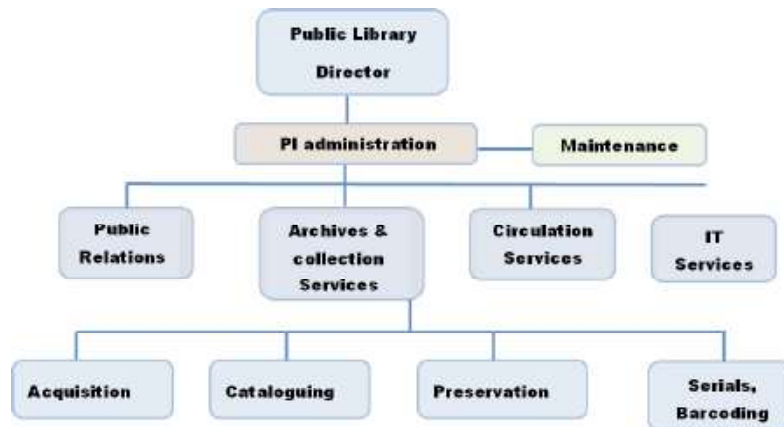 Public Library
Director
PI administration
Maintenance
Public
Relations
Archives &
collection
Services
Circulation
Services
IT
Services
Acquisition
Cataloguing
Preservation
Serials,
Barcoding